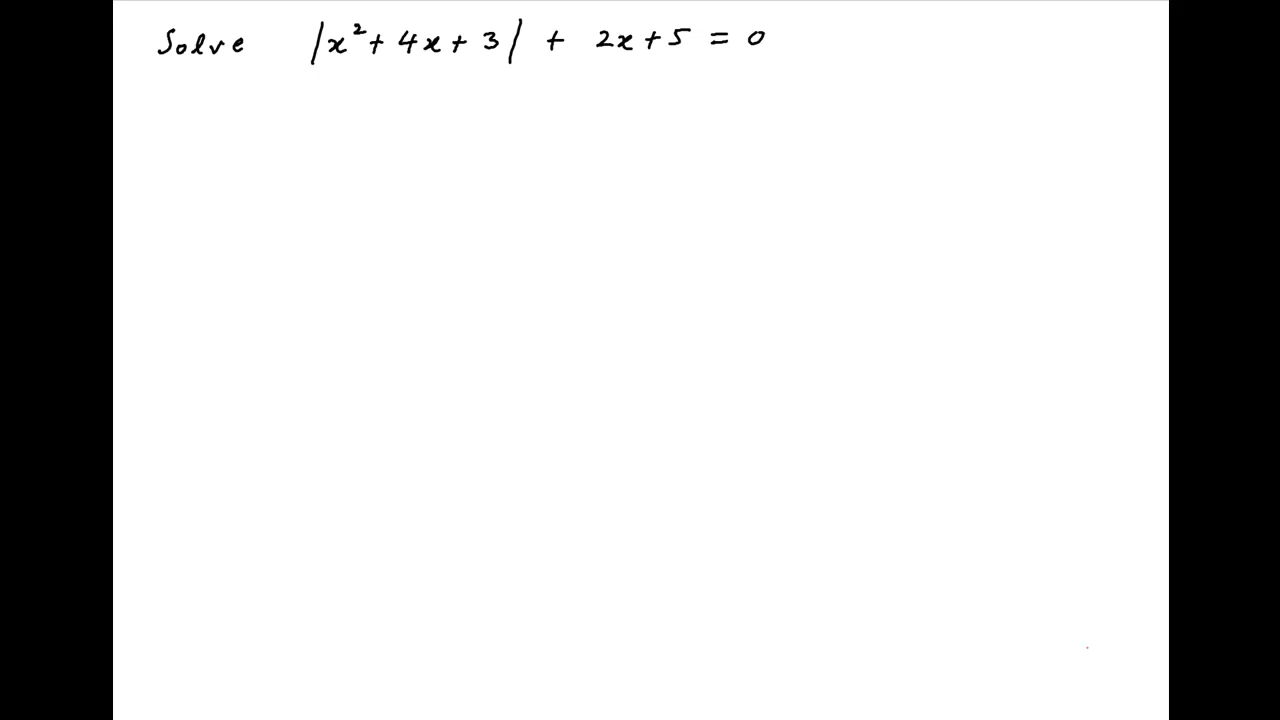 Solve |x² + 4x + 3| + 2x + 5 = 0